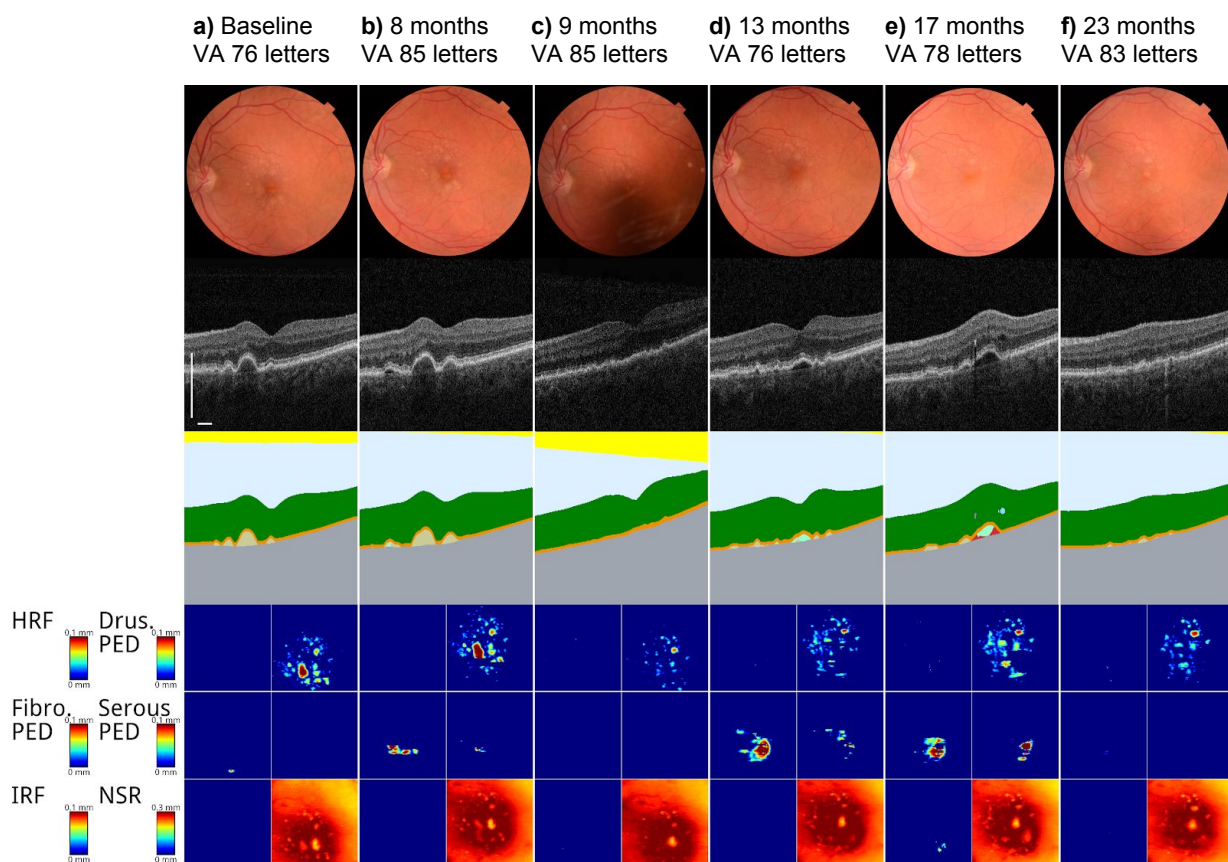 a) Baseline
VA 76 letters
b) 8 months
VA 85 letters
c) 9 months
VA 85 letters
d) 13 months
VA 76 letters
e) 17 months
VA 78 letters
f) 23 months
VA 83 letters
HRF
0.1 mm
0 mm
Drus.
PED
0.1 mm
0 mm
Fibro.
PED
0.1 mm
0 mm
Serous
PED
0.1 mm
0 mm
IRF
0.1 mm
0 mm
NSR
0.3 mm
0 mm